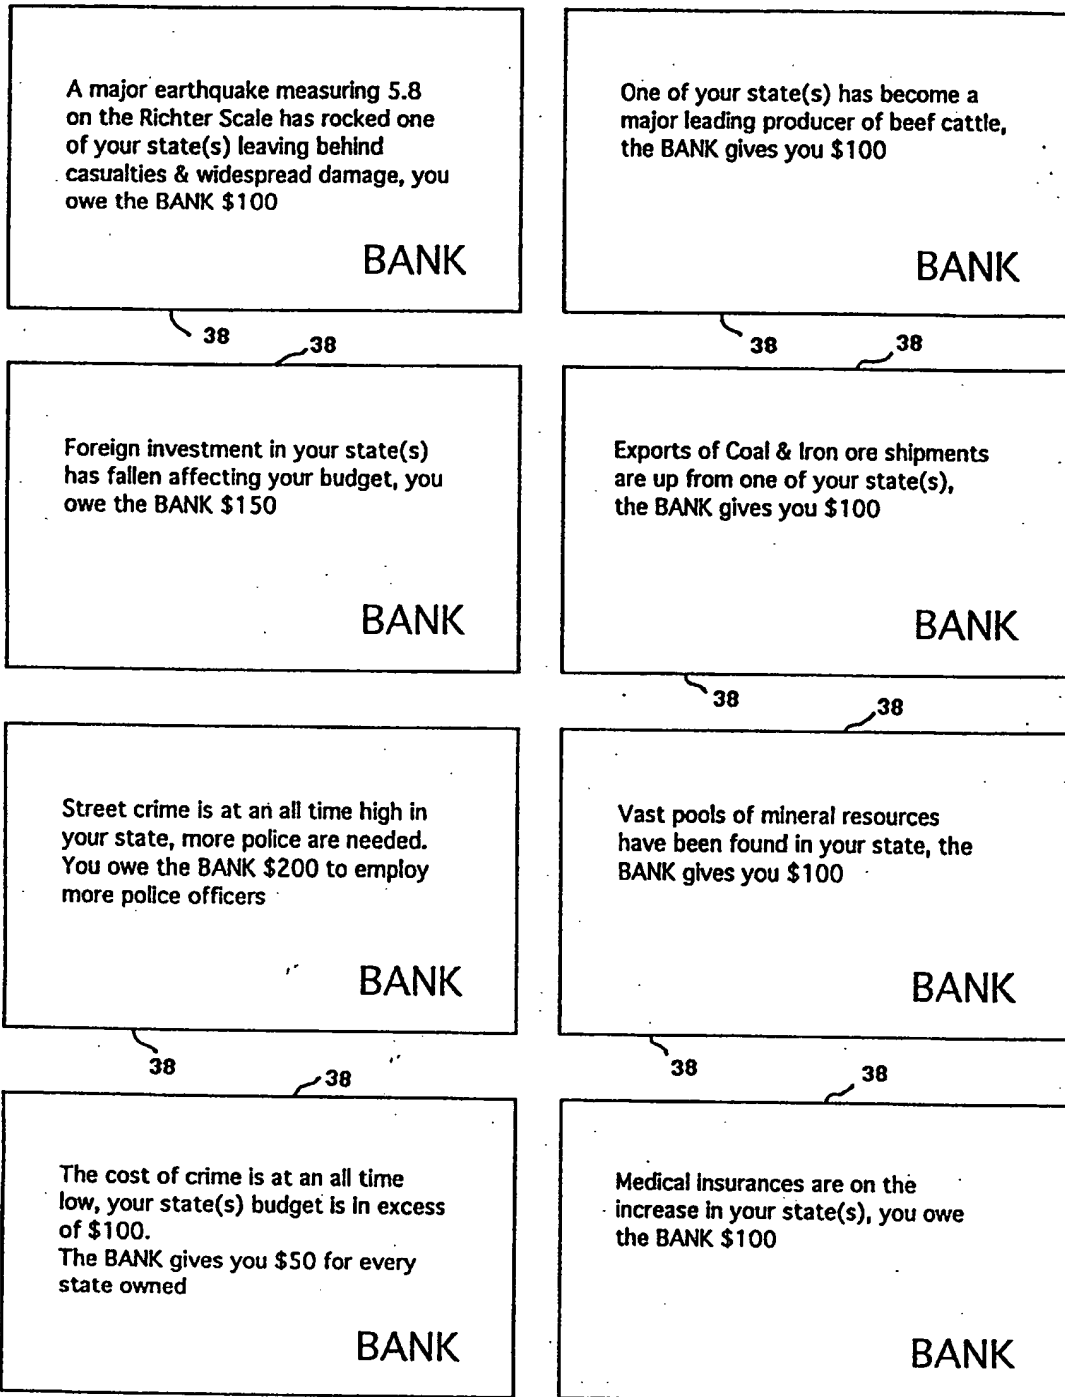 A major earthquake measuring 5.8
on the Richter Scale has rocked one
of your state(s) leaving behind
casualties & widespread damage, you
owe the BANK $100
BANK
38
One of your state(s) has become a
major leading producer of beef cattle,
the BANK gives you $100
BANK
38
38
Foreign investment in your state(s)
has fallen affecting your budget, you
owe the BANK $150
BANK
38
Exports of Coal & Iron ore shipments
are up from one of your state(s),
the BANK gives you $100
BANK
38
Street crime is at an all time high in
your state, more police are needed.
You owe the BANK $200 to employ
more police officers
BANK
38
38
Vast pools of mineral resources
have been found in your state, the
BANK gives you $100
BANK
38
38
The cost of crime is at an all time
low, your state(s) budget is in excess
of $100.
The BANK gives you $50 for every
state owned
BANK
38
Medical insurances are on the
increase in your state(s), you owe
the BANK $100
BANK